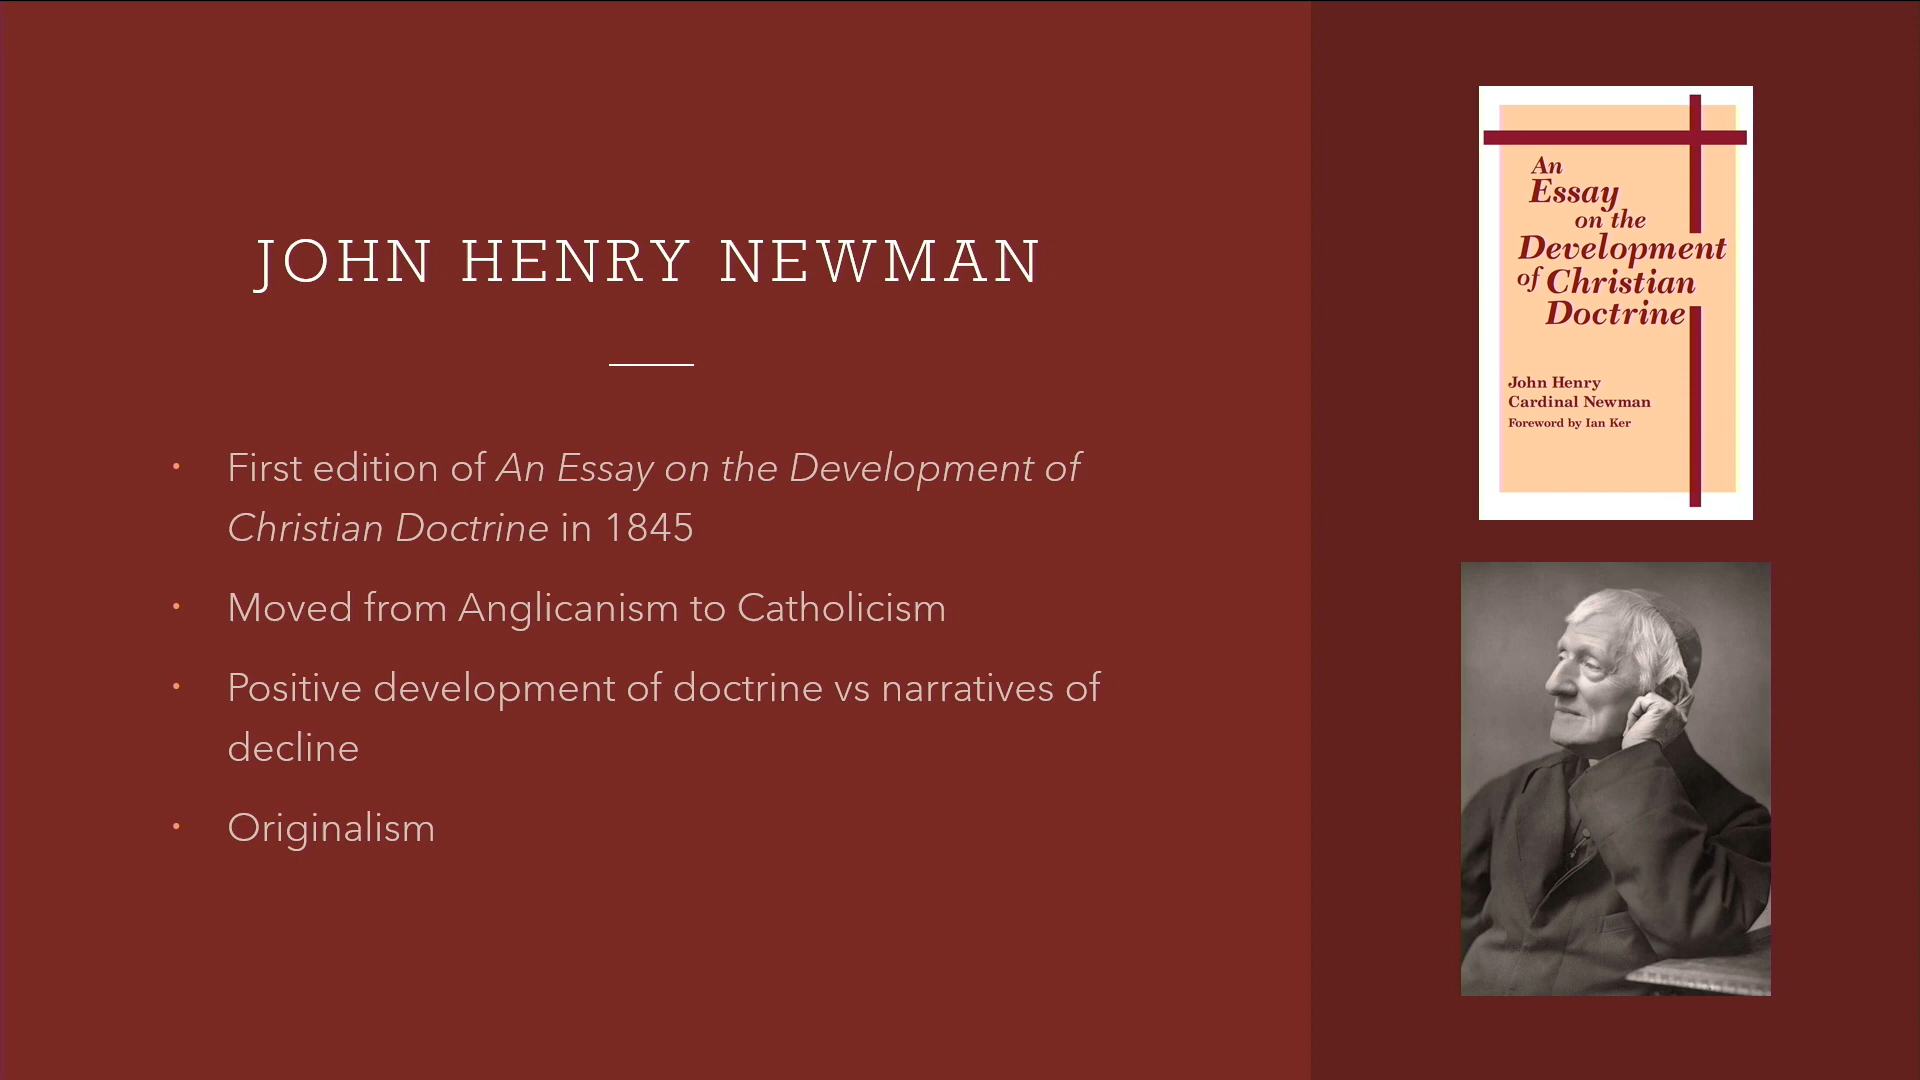 JOHN HENRY NEWMAN
• First edition of An Essay on the Development of
Christian Doctrine in 1845
• Moved from Anglicanism to Catholicism
• Positive development of doctrine vs narratives of
decline
• Originalism
An
Essay
on the
Development
of Christian
Doctrine
John Henry
Cardinal Newman
Foreword by Ian Ker